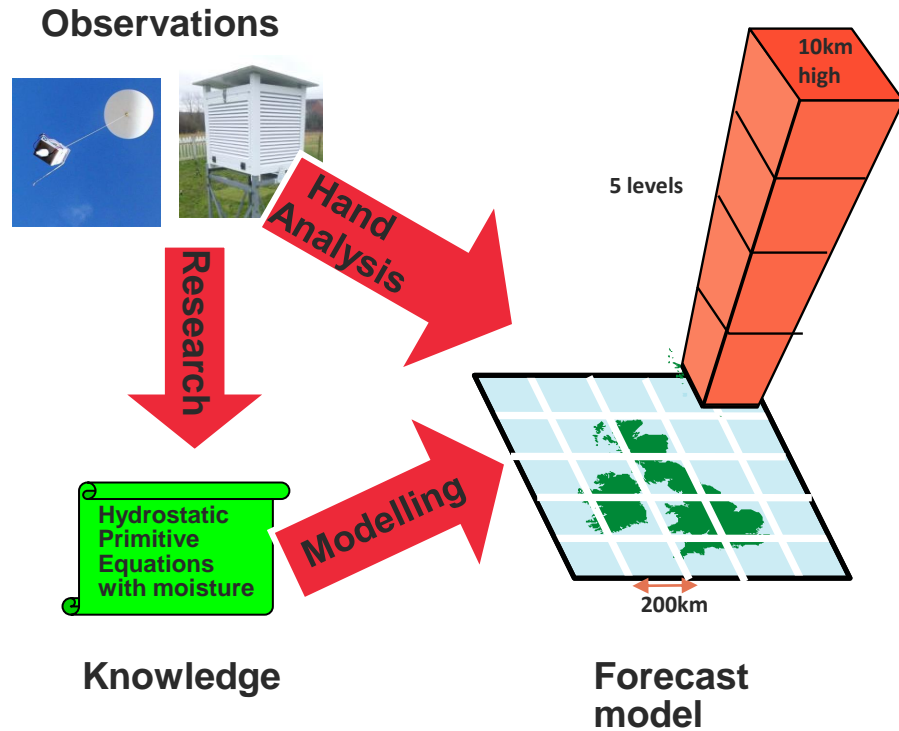 Observations
10km
high
5 levels
Hand
Analysis
Research
Hydrostatic
Primitive
Equations
with moisture
Modelling
200km
Knowledge
Forecast
model